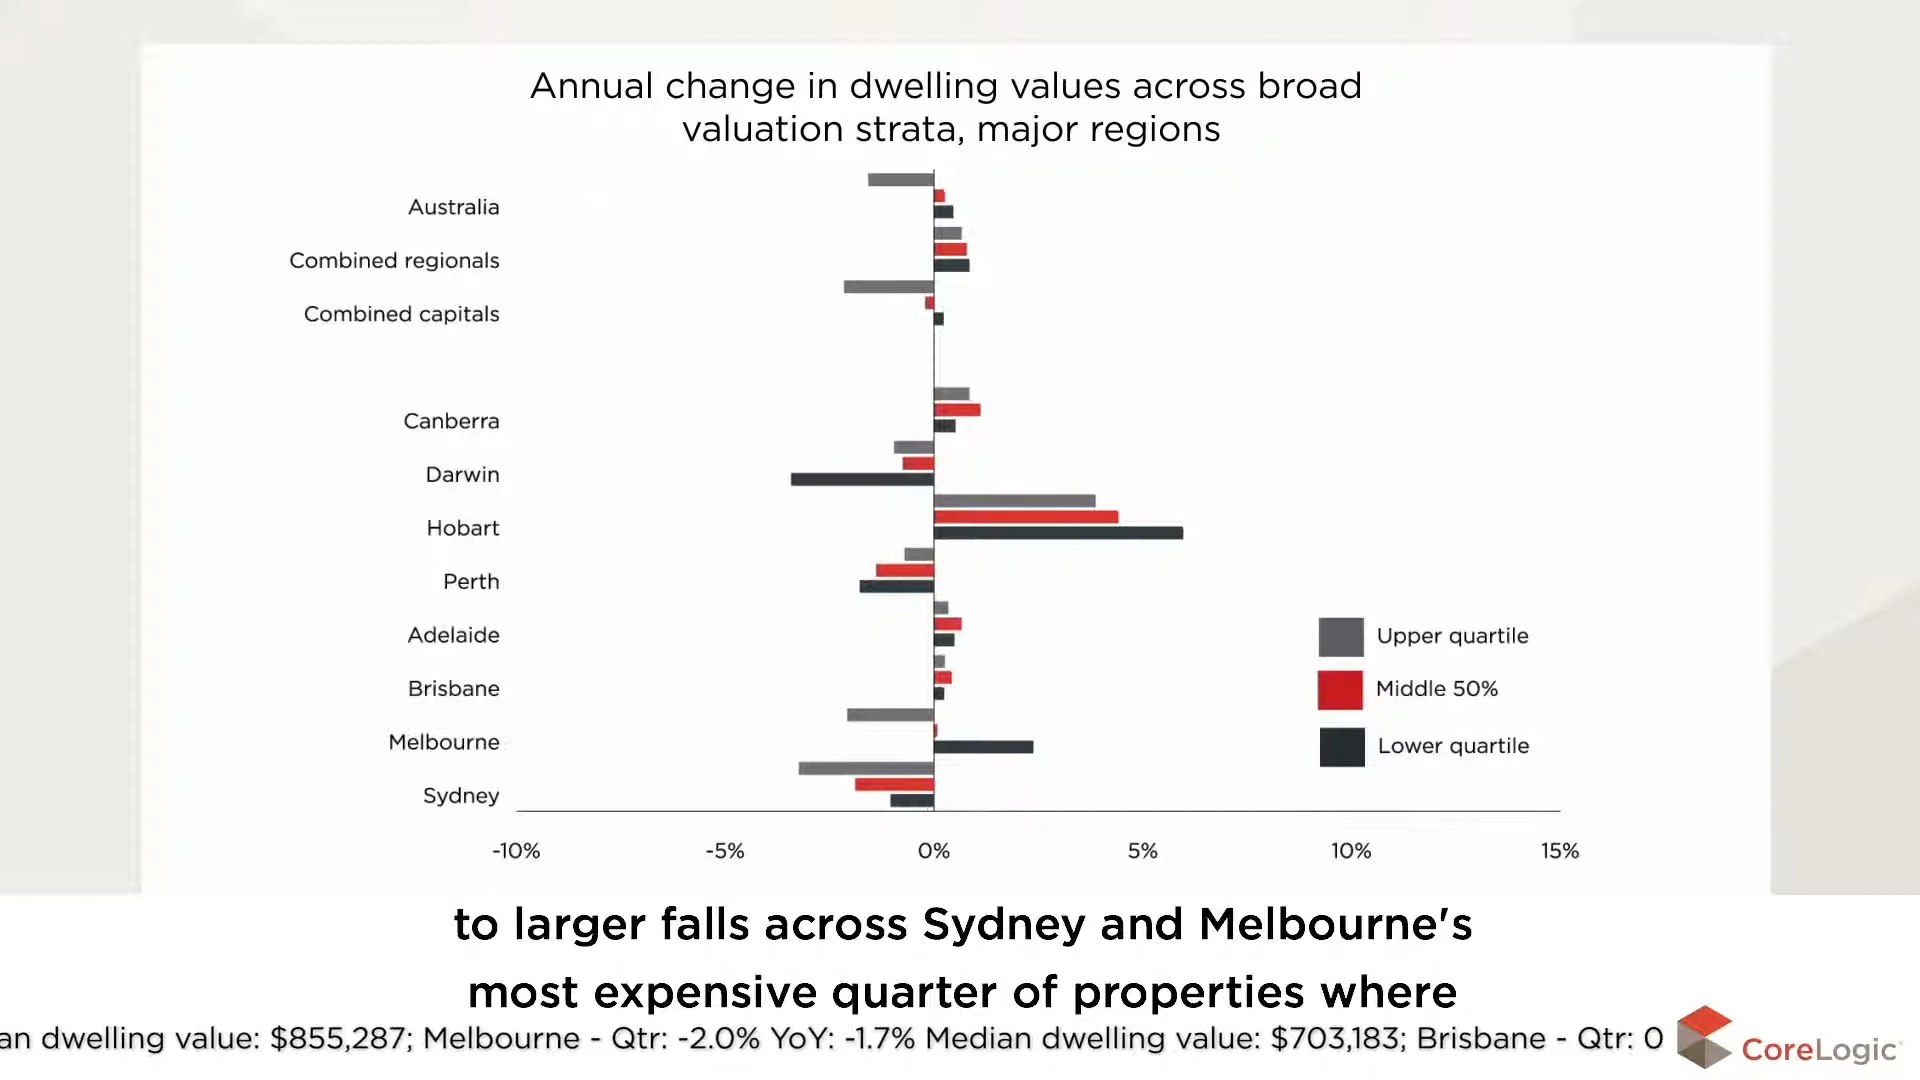 Annual change in dwelling values across broad
valuation strata, major regions
Australia
Combined regionals
Combined capitals
Canberra
Darwin
Hobart
Perth
Adelaide
Brisbane
Melbourne
Sydney
Upper quartile
Middle 50%
Lower quartile
-10% -5% 0% 5% 10% 15%
to larger falls across Sydney and Melbourne's
most expensive quarter of properties where
an dwelling value: $855,287; Melbourne - Qtr: -2.0% YoY: -1.7% Median dwelling value: $703,183; Brisbane - Qtr: 0
CoreLogic